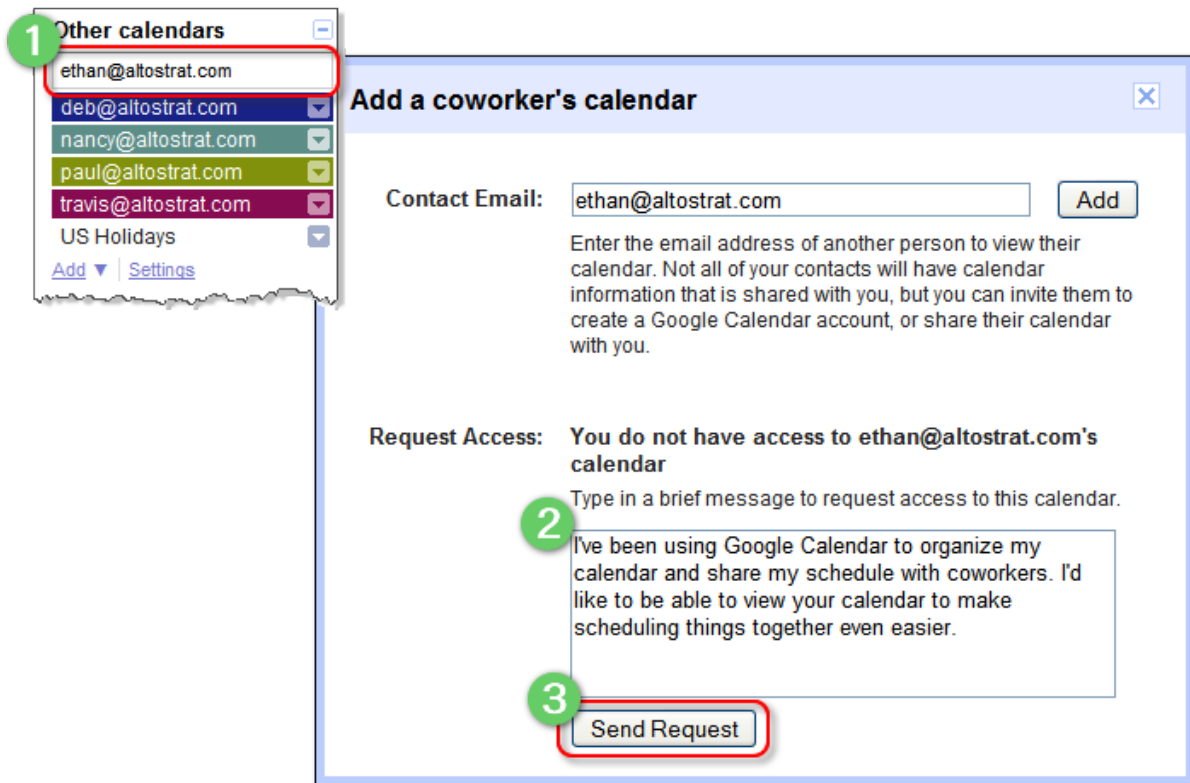 1
Other calendars
ethan@altostrat.com
deb@altostrat.com
nancy@altostrat.com
paul@altostrat.com
travis@altostrat.com
US Holidays
Add ▼ Settings
Add a coworker's calendar
Contact Email: ethan@altostrat.com Add
Enter the email address of another person to view their
calendar. Not all of your contacts will have calendar
information that is shared with you, but you can invite them to
create a Google Calendar account, or share their calendar
with you.
Request Access: You do not have access to ethan@altostrat.com's
calendar
Type in a brief message to request access to this calendar.
2
I've been using Google Calendar to organize my
calendar and share my schedule with coworkers. I'd
like to be able to view your calendar to make
scheduling things together even easier.
3
Send Request